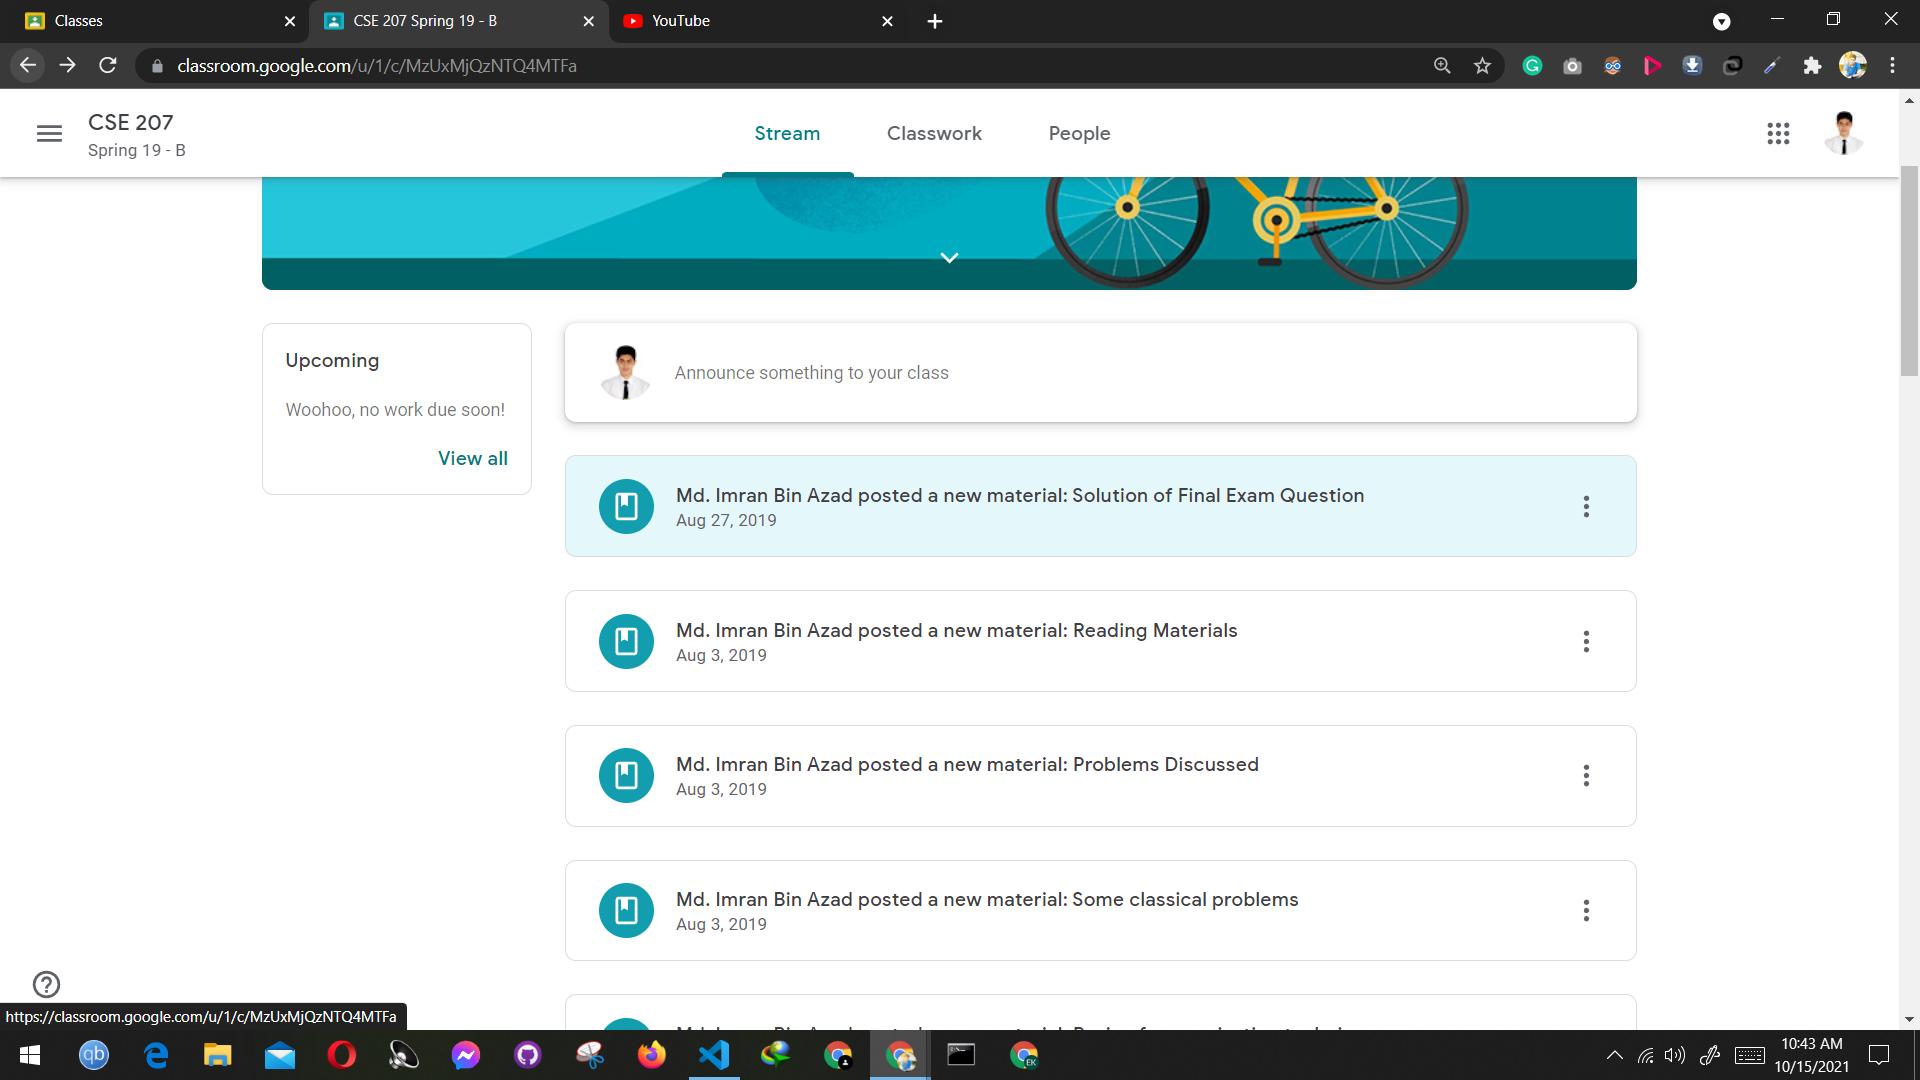 Classes
CSE 207 Spring 19 - B
YouTube
classroom.google.com/u/1/c/MzUxMjQzNTQ4MTFa
CSE 207
Spring 19 - B
Stream
Classwork
People
Upcoming
Woohoo, no work due soon!
View all
Announce something to your class
Md. Imran Bin Azad posted a new material: Solution of Final Exam Question
Aug 27, 2019
Md. Imran Bin Azad posted a new material: Reading Materials
Aug 3, 2019
Md. Imran Bin Azad posted a new material: Problems Discussed
Aug 3, 2019
Md. Imran Bin Azad posted a new material: Some classical problems
Aug 3, 2019
https://classroom.google.com/u/1/c/MzUxMjQzNTQ4MTFa
qb
EK
10:43 AM
10/15/2021